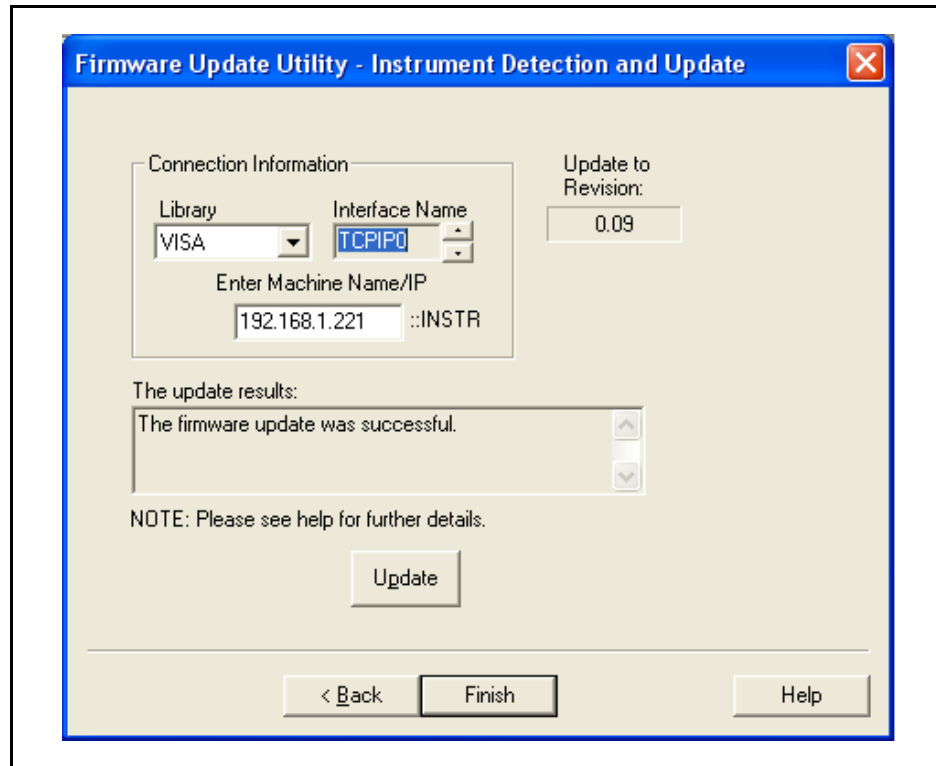 Firmware Update Utility - Instrument Detection and Update
Connection Information
Library
Interface Name
VISA
TCPIP0
Enter Machine Name/IP
192.168.1.221 ::INSTR
Update to
Revision:
0.09
The update results:
The firmware update was successful.
NOTE: Please see help for further details.
Update
< Back
Finish
Help